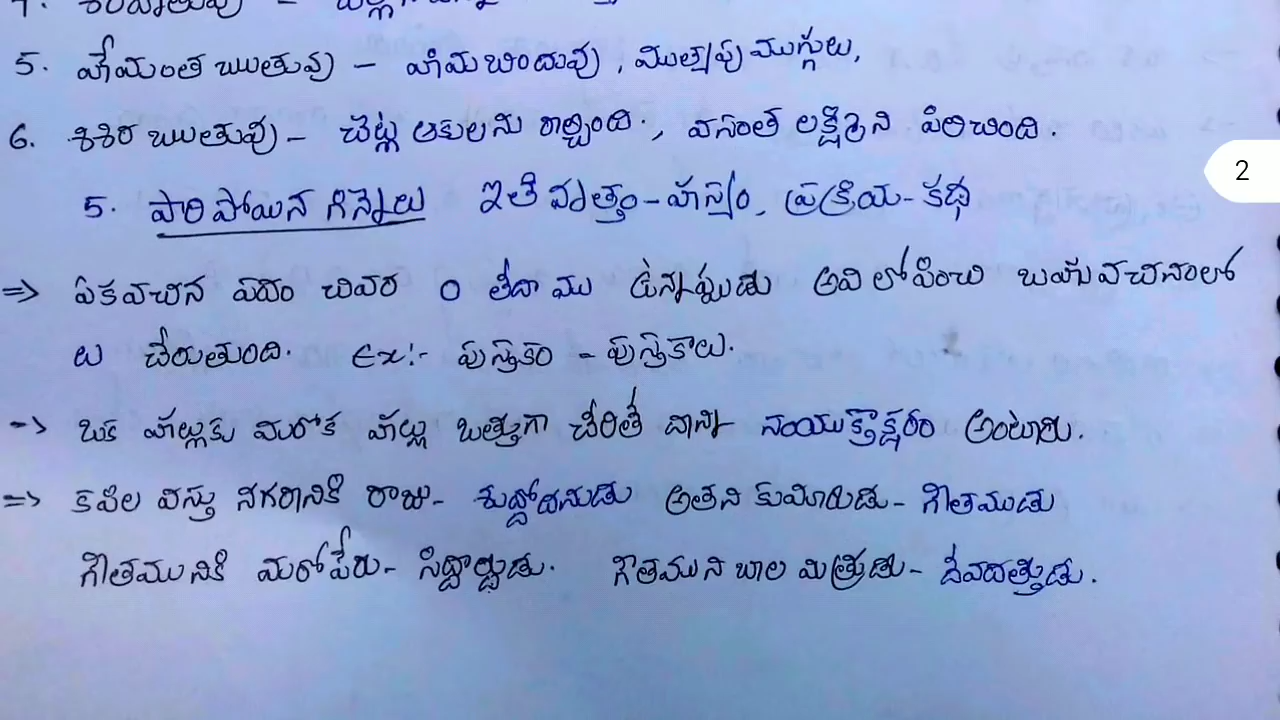 5. హేమంత ఋతువు - హిమబిందువు, ముత్యపు ముగ్గులు,
6. శిశిర ఋతువు - చెట్లు ఆకులను రాల్చింది., వసంత లక్ష్మిని పిలిచింది.
5. పారిపోయిన గిన్నెలు ఇతివృత్తం - హాస్యం, ప్రక్రియ - కథ
=> ఏకవచన పదం చివర ం లేదా ము ఉన్నప్పుడు అవి లోపించి బహువచనంలో
లు చేరుతుంది. Ex:- పుస్తకం - పుస్తకాలు.
-> ఒక హల్లుకు మరొక హల్లు ఒత్తుగా చేరితే దాన్ని సంయుక్తాక్షరం అంటారు.
=> కపిల వస్తు నగరానికి రాజు - శుద్ధోదనుడు అతని కుమారుడు - గౌతముడు
గౌతమునికి మరోపేరు - సిద్ధార్థుడు. గౌతముని బాల మిత్రుడు - దేవదత్తుడు.
2